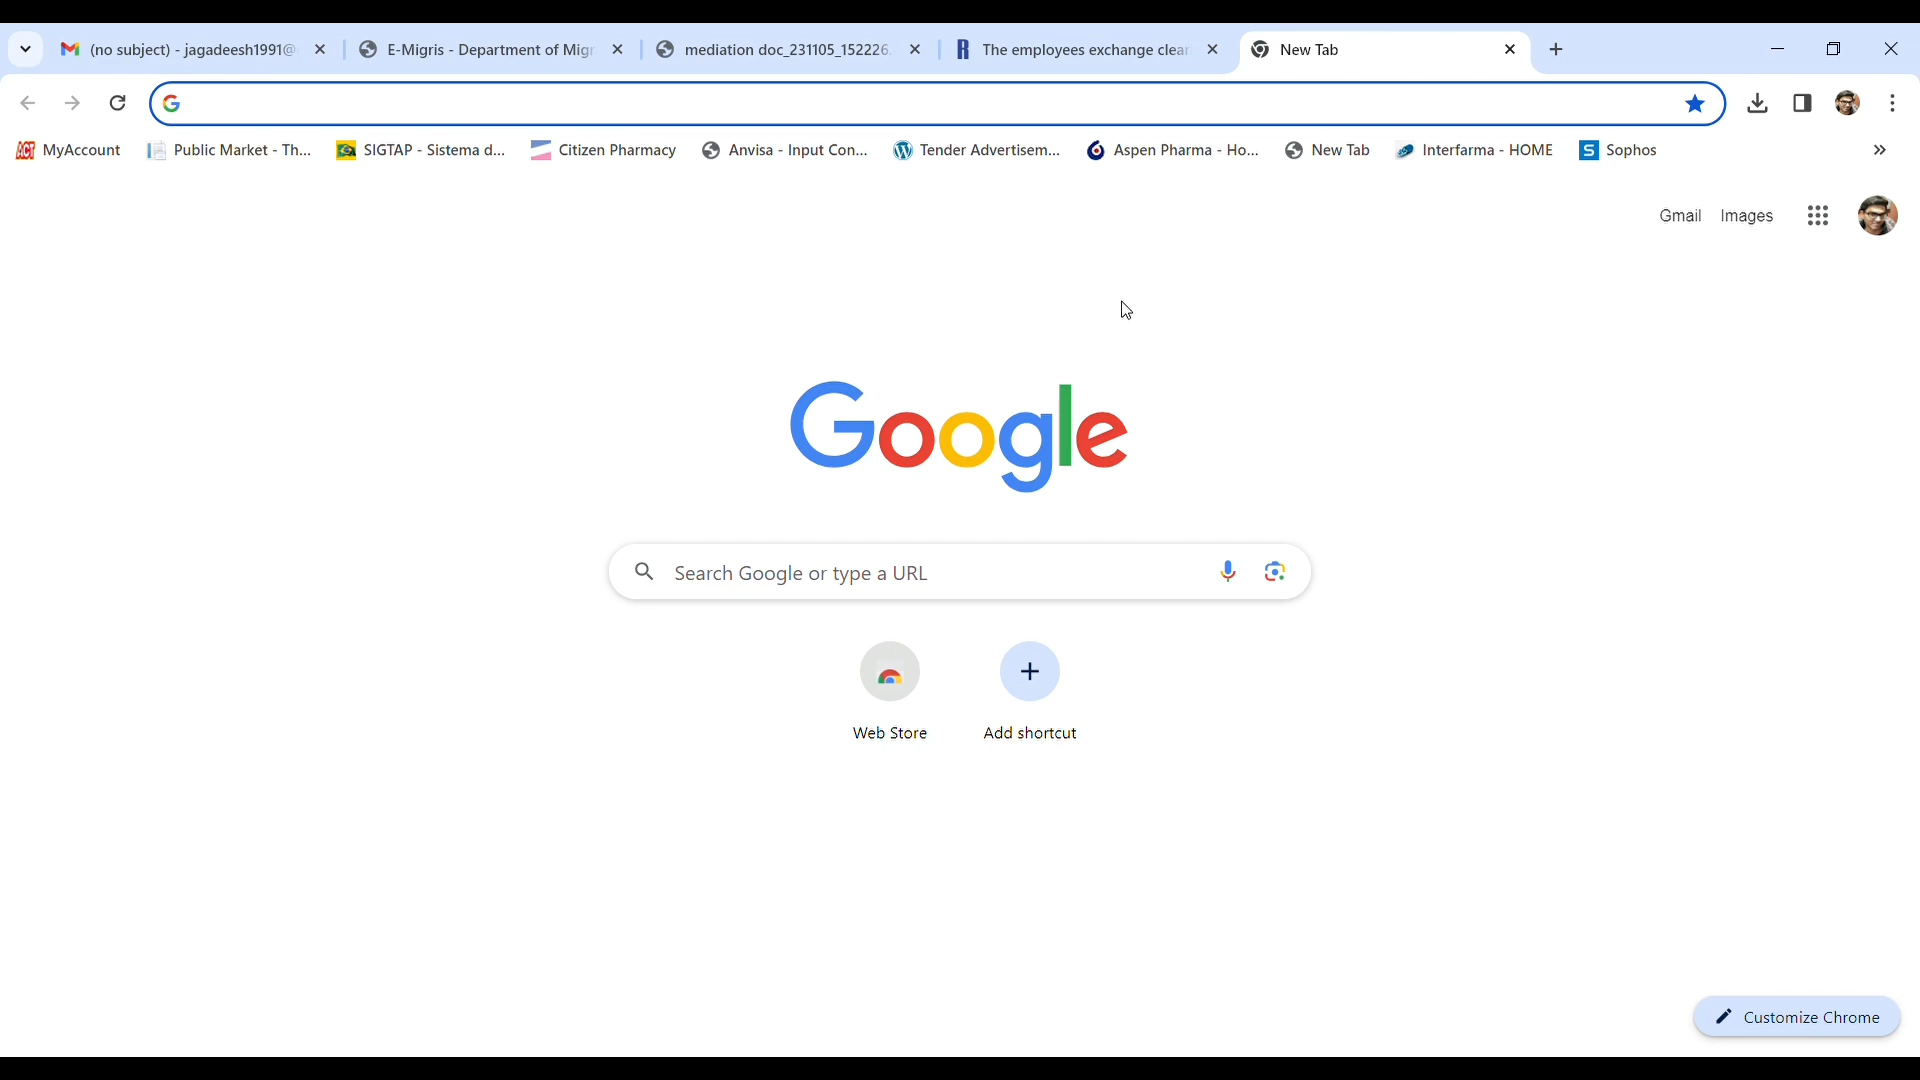 (no subject) - jagadeesh1991@
E-Migris - Department of Migr
mediation doc_231105_152226.
The employees exchange clear
New Tab
MyAccount
Public Market - Th...
SIGTAP - Sistema d...
Citizen Pharmacy
Anvisa - Input Con...
Tender Advertisem...
Aspen Pharma - Ho...
New Tab
Interfarma - HOME
Sophos
Gmail
Images
Google
Search Google or type a URL
Web Store
Add shortcut
Customize Chrome